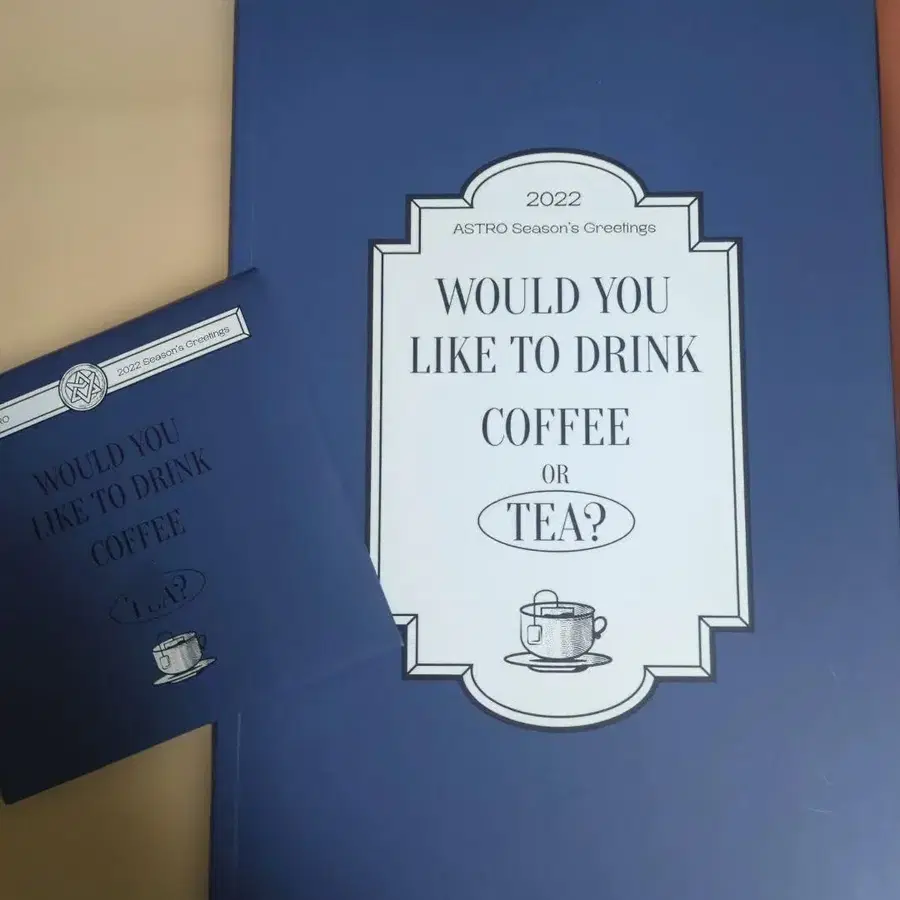 2022
ASTRO Season's Greetings
WOULD YOU
LIKE TO DRINK
COFFEE
OR
TEA?
RO
2022 Season's Greetings
WOULD YOU
LIKE TO DRINK
COFFEE
TEA?